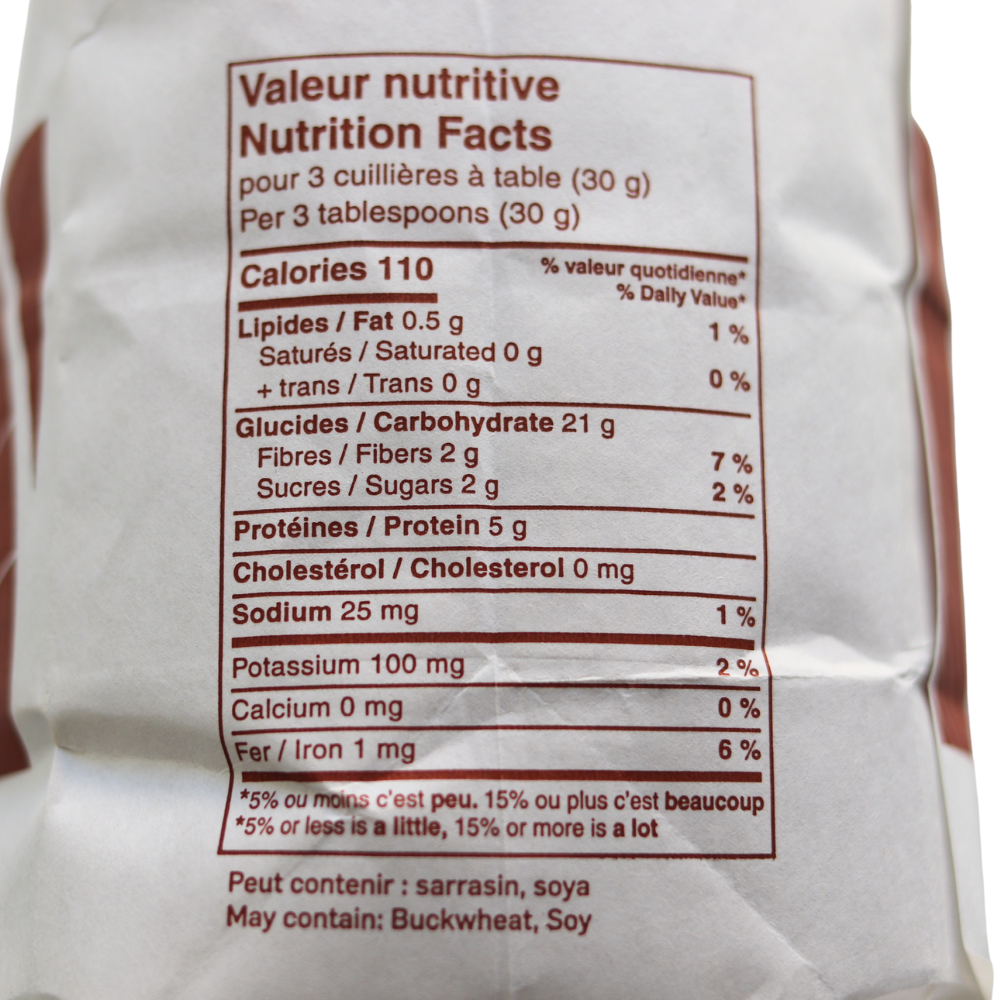 Valeur nutritive
Nutrition Facts
pour 3 cuillières à table (30 g)
Per 3 tablespoons (30 g)
Calories 110
% valeur quotidienne*
% Daily Value*
Lipides / Fat 0.5 g 1 %
Saturés / Saturated 0 g
+ trans / Trans 0 g 0 %
Glucides / Carbohydrate 21 g
Fibres / Fibers 2 g 7 %
Sucres / Sugars 2 g 2 %
Protéines / Protein 5 g
Cholestérol / Cholesterol 0 mg
Sodium 25 mg 1 %
Potassium 100 mg 2 %
Calcium 0 mg 0 %
Fer / Iron 1 mg 6 %
*5% ou moins c'est peu. 15% ou plus c'est beaucoup
*5% or less is a little, 15% or more is a lot
Peut contenir : sarrasin, soya
May contain: Buckwheat, Soy